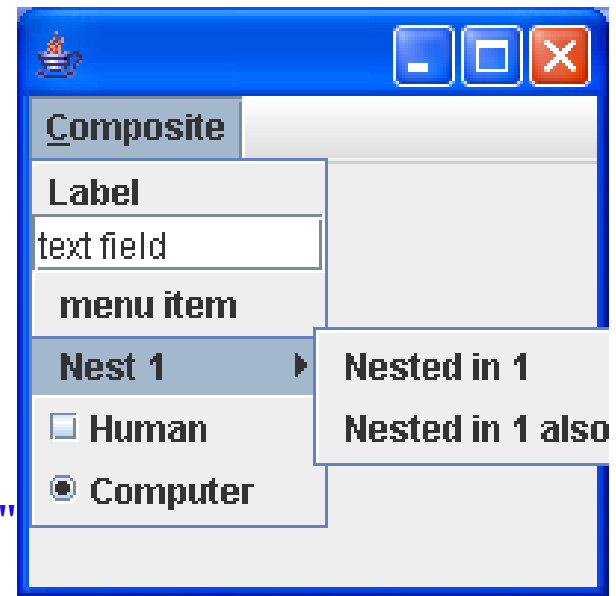 Composite
Label
text field
menu item
Nest 1
Nested in 1
Human
Nested in 1 also
Computer
"